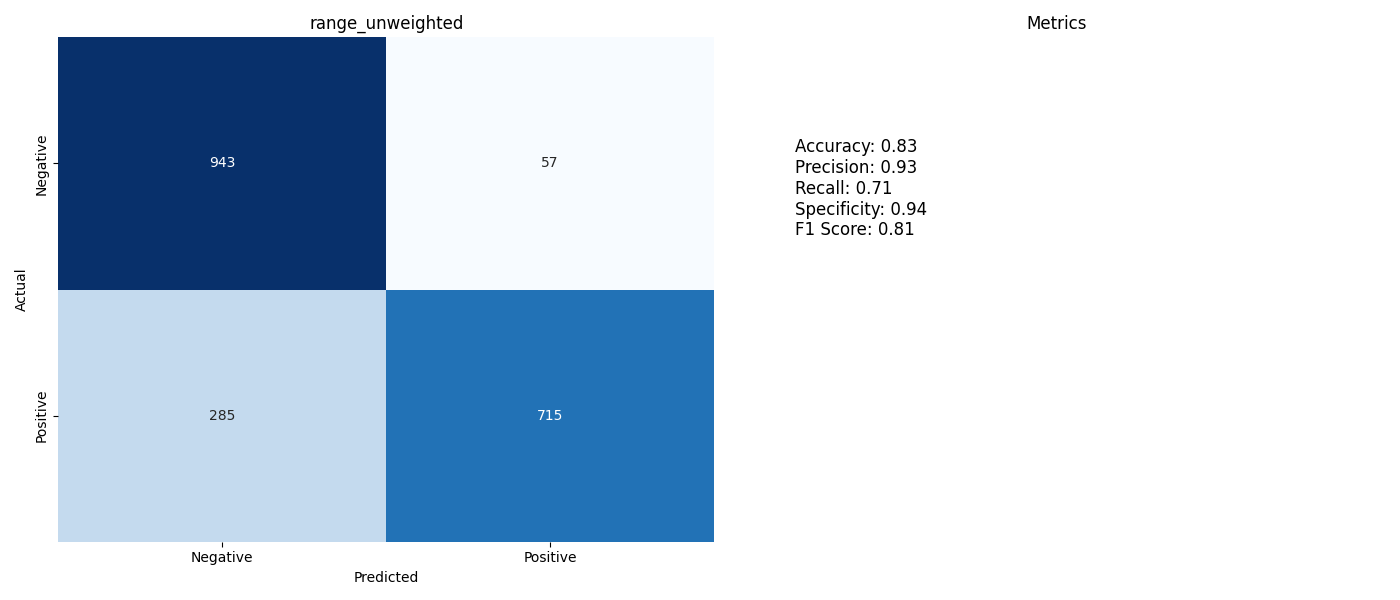 range_unweighted
Metrics
Negative
943
57
Accuracy: 0.83
Precision: 0.93
Recall: 0.71
Specificity: 0.94
F1 Score: 0.81
Actual
Positive
285
715
Negative
Positive
Predicted